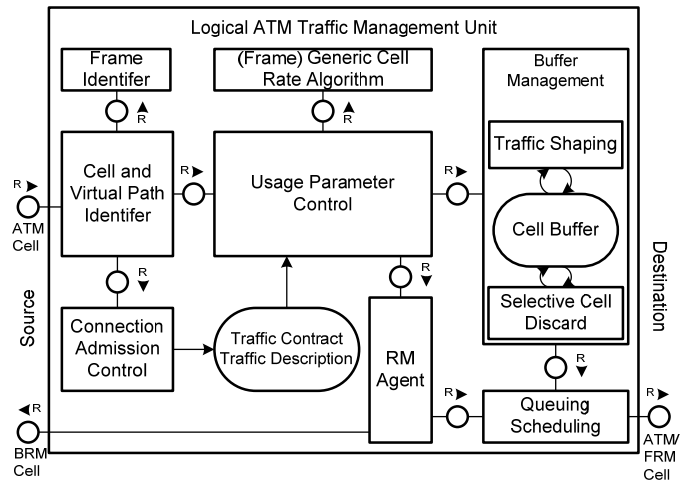 Logical ATM Traffic Management Unit
Frame
Identifer
(Frame) Generic Cell
Rate Algorithm
Buffer
Management
R
R
Traffic Shaping
Cell and
Virtual Path
Identifer
R
Usage Parameter
Control
R
R
ATM
Cell
Cell Buffer
R
R
Selective Cell
Discard
Source
Destination
Connection
Admission
Control
Traffic Contract
Traffic Description
RM
Agent
R
R
Queuing
Scheduling
R
R
BRM
Cell
ATM/
FRM
Cell